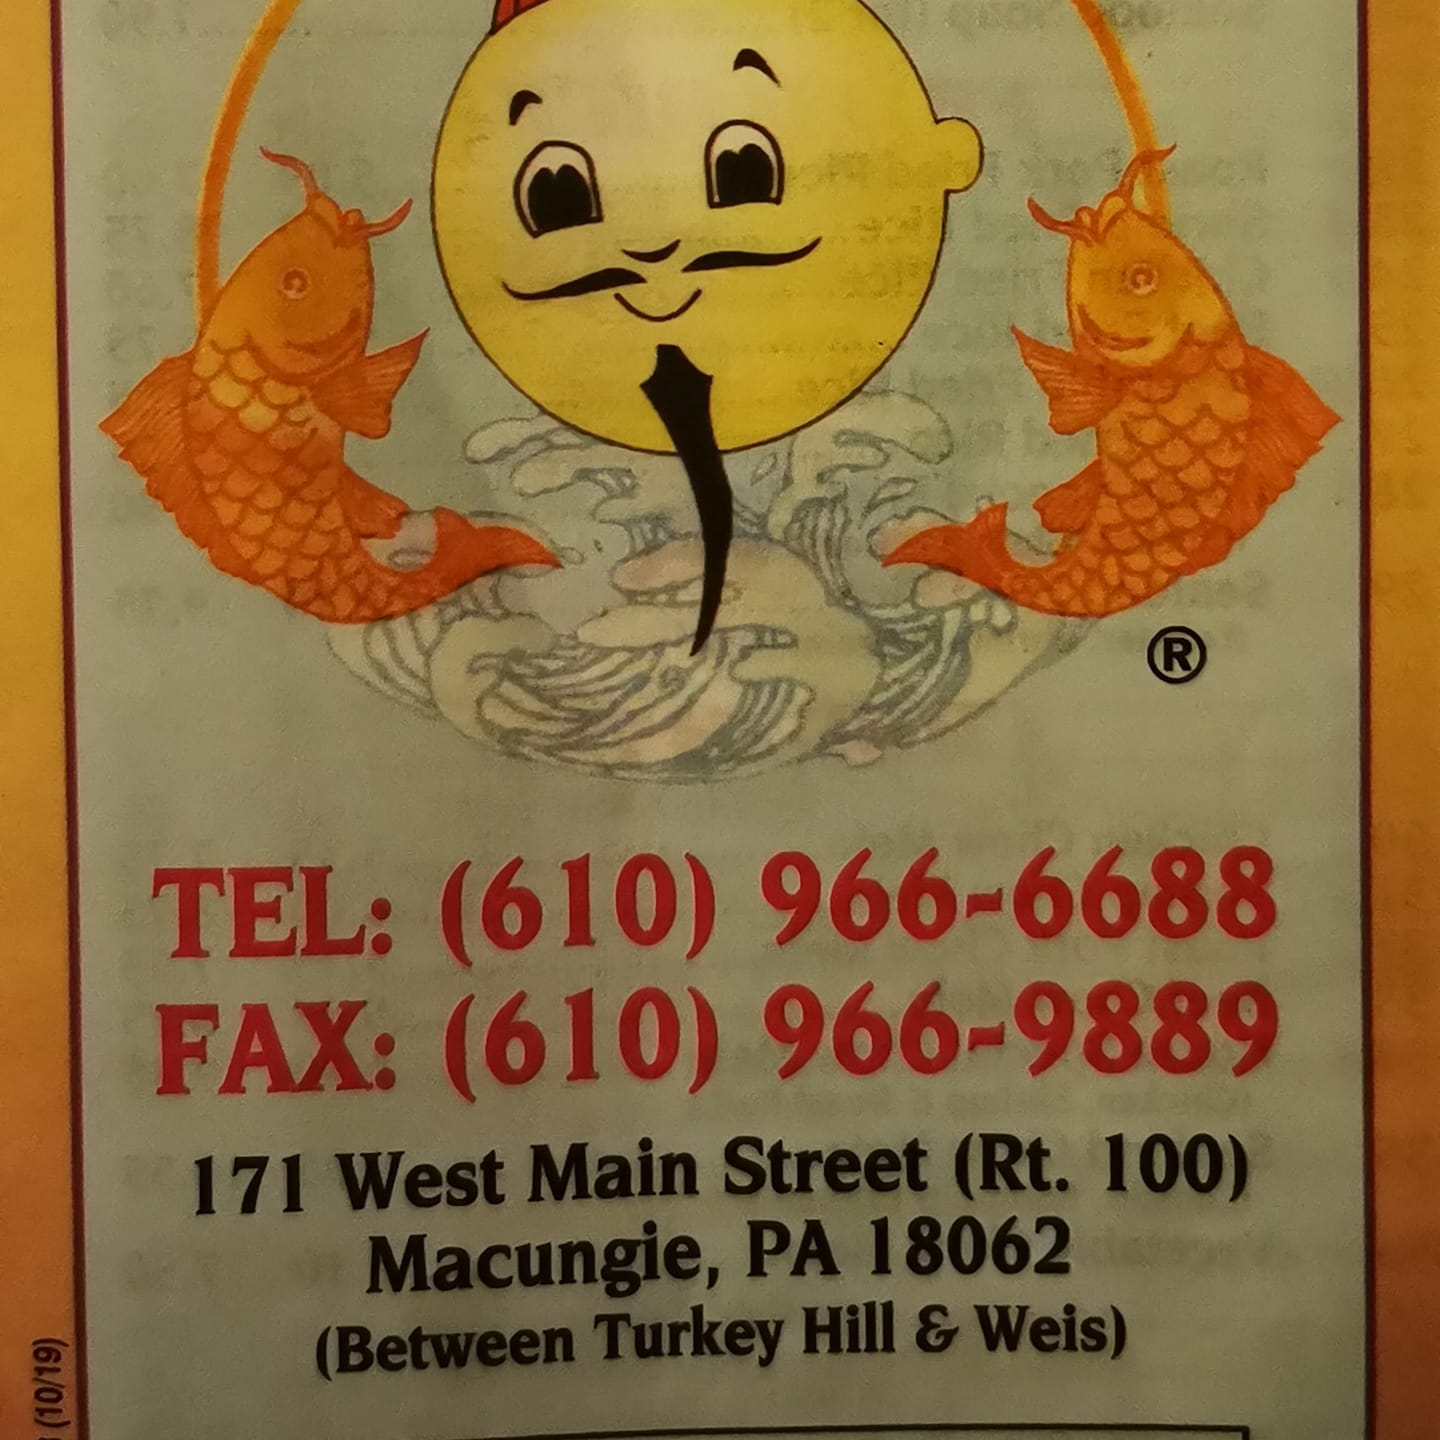 ®
TEL: (610) 966-6688
FAX: (610) 966-9889
171 West Main Street (Rt. 100)
Macungie, PA 18062
(Between Turkey Hill & Weis)
(10/19)